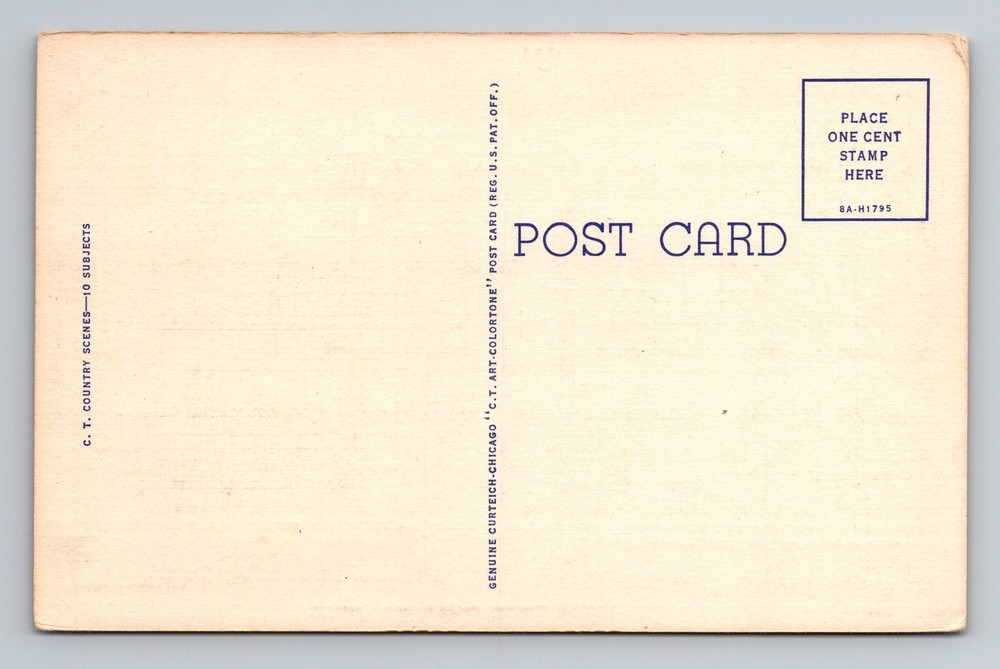 C. T. COUNTRY SCENES—10 SUBJECTS
GENUINE CURTEICH-CHICAGO "C.T. ART-COLORTONE" POST CARD (REG. U.S. PAT. OFF.)
POST CARD
PLACE
ONE CENT
STAMP
HERE
8A-H1795